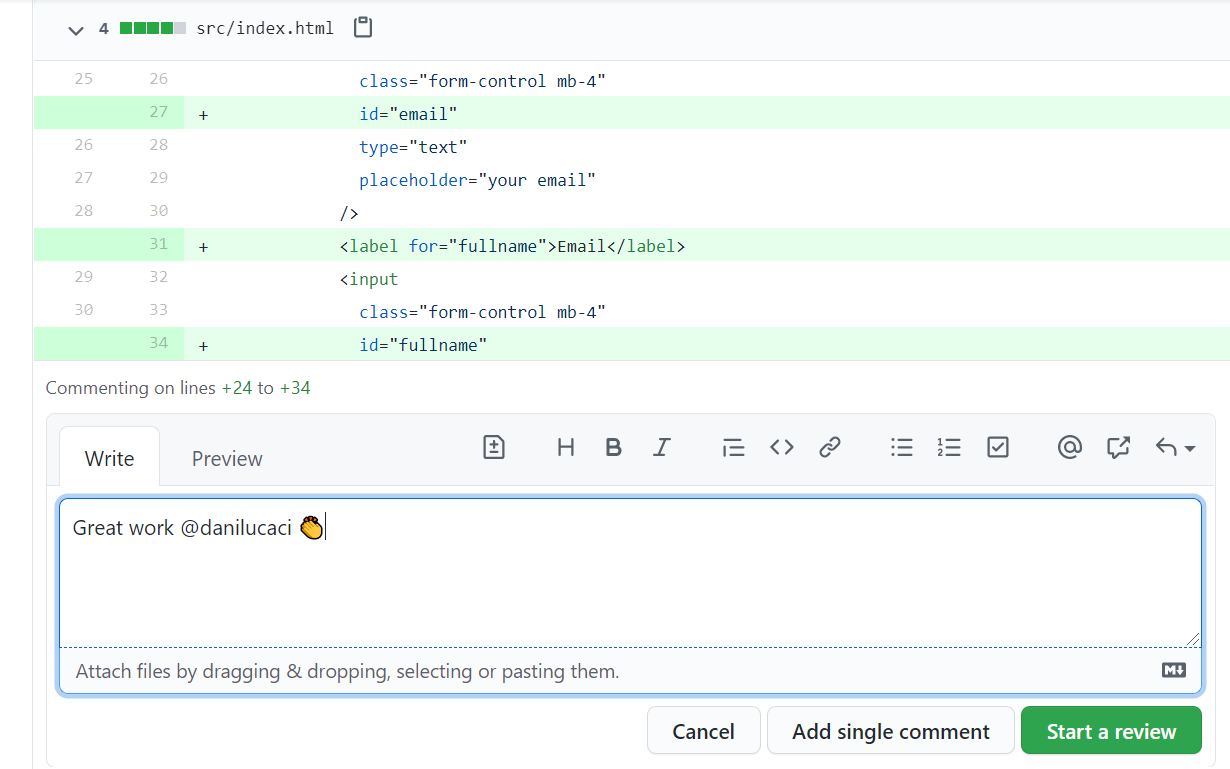 4 src/index.html
25 26 class="form-control mb-4"
27 + id="email"
26 28 type="text"
27 29 placeholder="your email"
28 30 />
31 + <label for="fullname">Email</label>
29 32 <input
30 33 class="form-control mb-4"
34 + id="fullname"
Commenting on lines +24 to +34
Write Preview
Great work @danilucaci 👏
Attach files by dragging & dropping, selecting or pasting them.
Cancel Add single comment Start a review